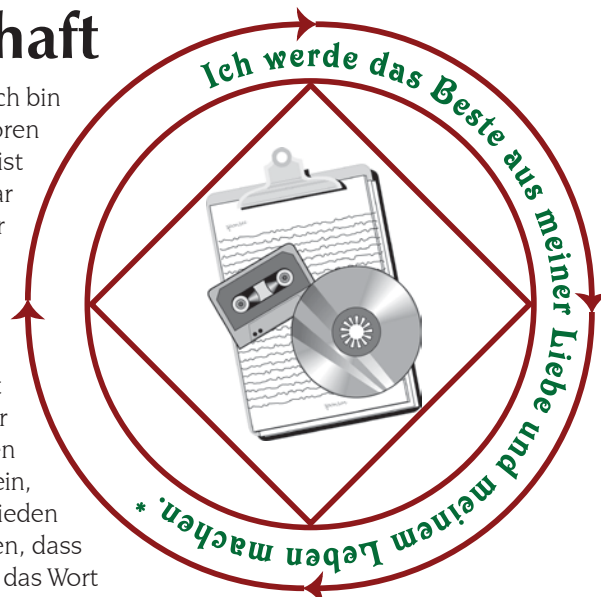 haft
ch bin
oren
ist
ar
r
t
r
en
ein,
ieden
en, dass
das Wort
Ich werde das Beste aus meiner Liebe und meinem Leben machen. *